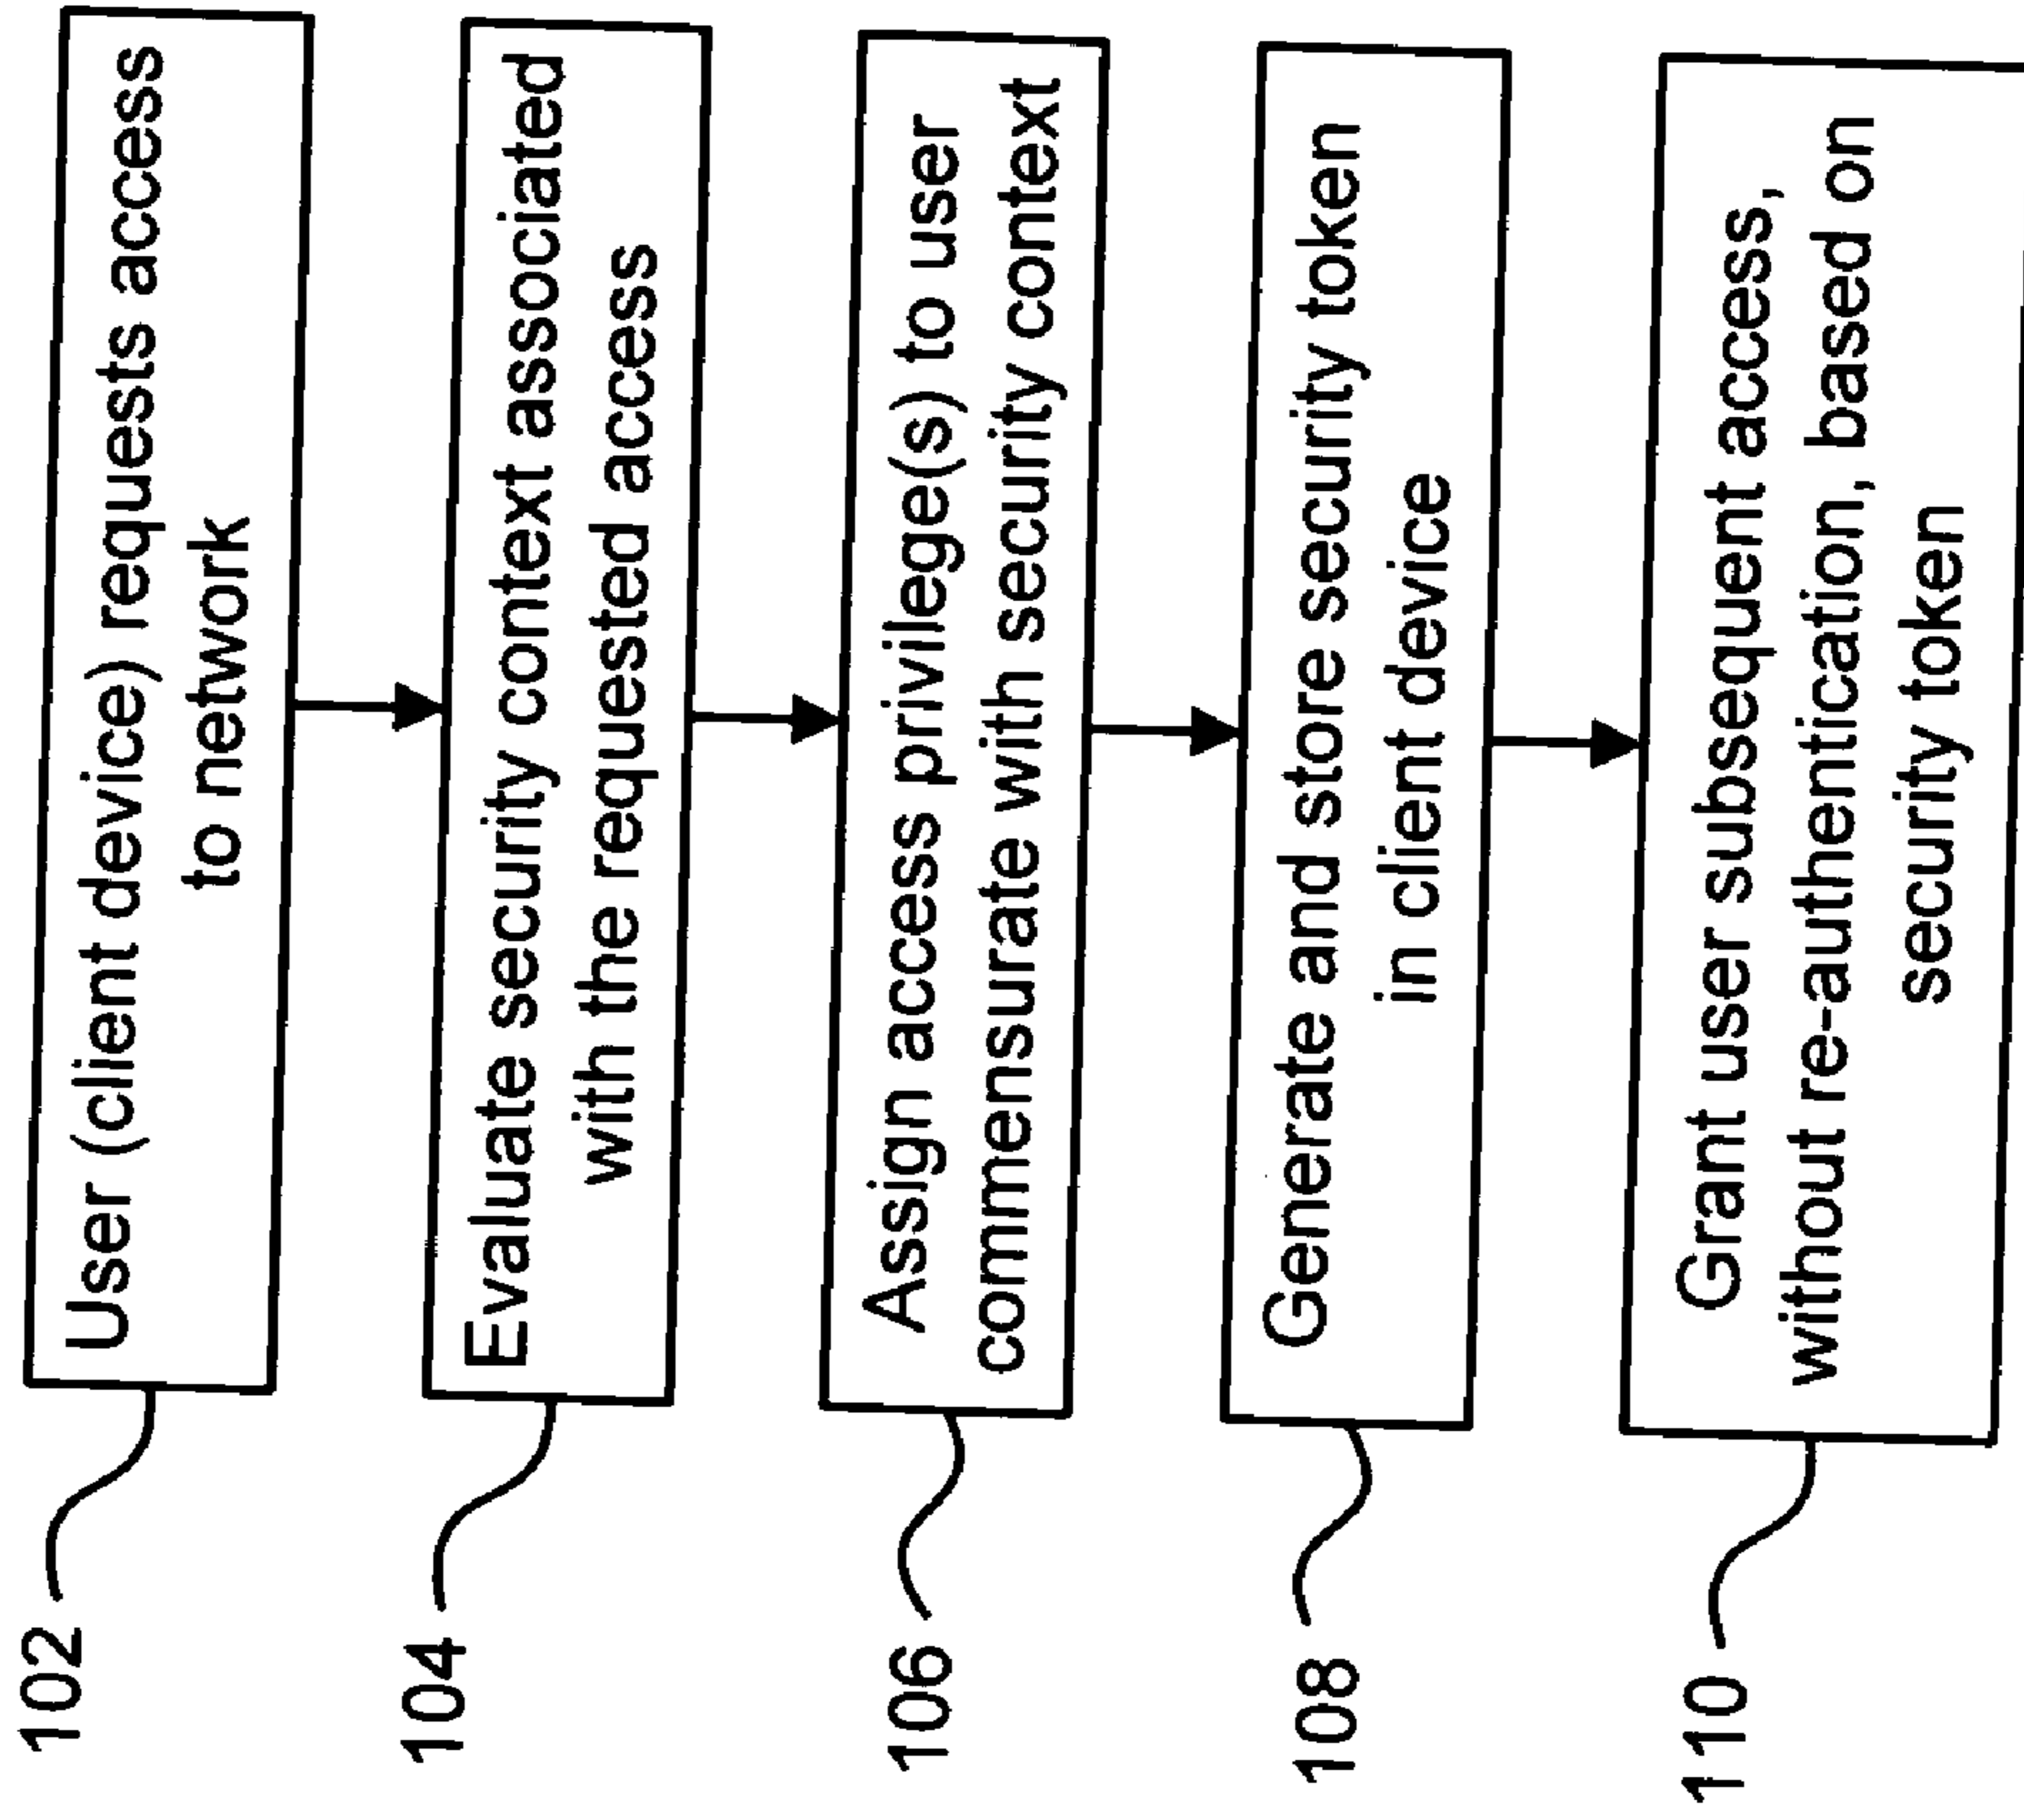 102
User (client device) requests access
to network
104
Evaluate security context associated
with the requested access
106
Assign access privilege(s) to user
commensurate with security context
108
Generate and store security token
in client device
110
Grant user subsequent access,
without re-authentication, based on
security token